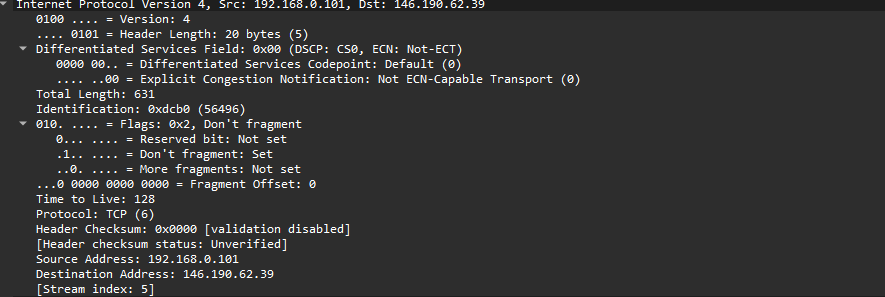 Internet Protocol Version 4, Src: 192.168.0.101, Dst: 146.190.62.39
0100 .... = Version: 4
.... 0101 = Header Length: 20 bytes (5)
Differentiated Services Field: 0x00 (DSCP: CS0, ECN: Not-ECT)
0000 00.. = Differentiated Services Codepoint: Default (0)
.... ..00 = Explicit Congestion Notification: Not ECN-Capable Transport (0)
Total Length: 631
Identification: 0xdcb0 (56496)
010. .... = Flags: 0x2, Don't fragment
0... .... = Reserved bit: Not set
.1.. .... = Don't fragment: Set
..0. .... = More fragments: Not set
...0 0000 0000 0000 = Fragment Offset: 0
Time to Live: 128
Protocol: TCP (6)
Header Checksum: 0x0000 [validation disabled]
[Header checksum status: Unverified]
Source Address: 192.168.0.101
Destination Address: 146.190.62.39
[Stream index: 5]